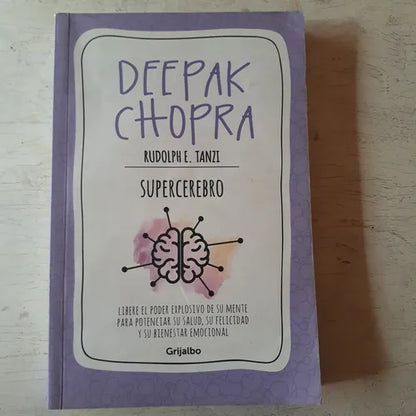 DEEPAK
CHOPRA
RUDOLPH E. TANZI
SUPERCEREBRO
LIBERE EL PODER EXPLOSIVO DE SU MENTE
PARA POTENCIAR SU SALUD, SU FELICIDAD
Y SU BIENESTAR EMOCIONAL
Grijalbo